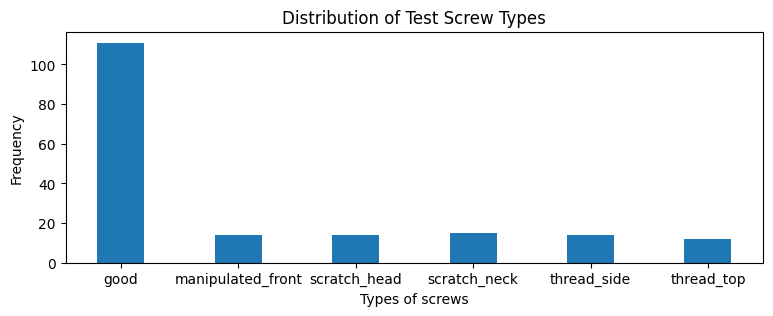 Distribution of Test Screw Types
Frequency
100
80
60
40
20
0
good manipulated_front scratch_head scratch_neck thread_side thread_top
Types of screws